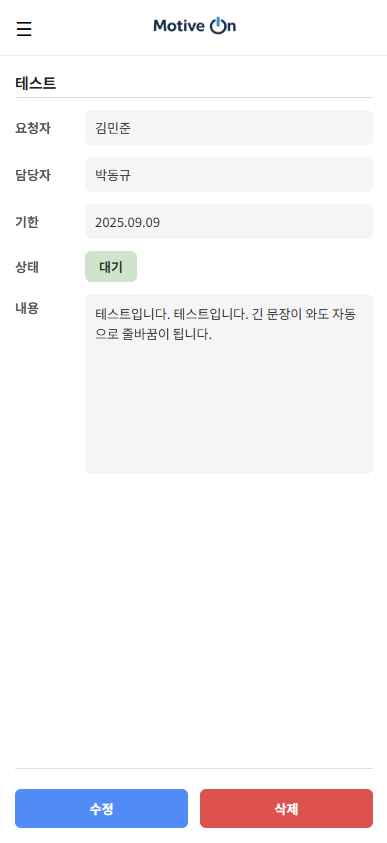 Motive On
테스트
요청자
김민준
담당자
박동규
기한
2025.09.09
상태
대기
내용
테스트입니다. 테스트입니다. 긴 문장이 와도 자동
으로 줄바꿈이 됩니다.
수정
삭제